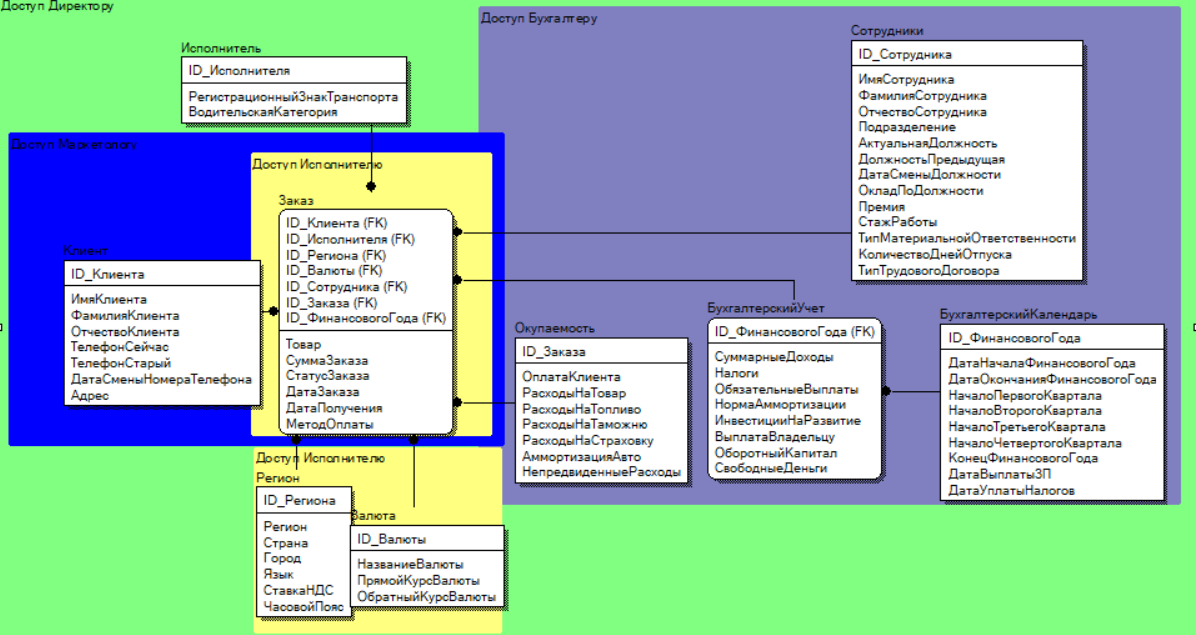 Доступ Директору
Доступ Бухгалтеру
Исполнитель
ID_Исполнителя
РегистрационныйЗнакТранспорта
ВодительскаяКатегория
Сотрудники
ID_Сотрудника
ИмяСотрудника
ФамилияСотрудника
ОтчествоСотрудника
Подразделение
АктуальнаяДолжность
ДолжностьПредыдущая
ДатаСменыДолжности
ОкладПоДолжности
Премия
СтажРаботы
ТипМатериальнойОтветственности
КоличествоДнейОтпуска
ТипТрудовогоДоговора
Доступ Маркетологу
Доступ Исполнителю
Заказ
ID_Клиента (FK)
ID_Исполнителя (FK)
ID_Региона (FK)
ID_Валюты (FK)
ID_Сотрудника (FK)
ID_Заказа (FK)
ID_ФинансовогоГода (FK)
Товар
СуммаЗаказа
СтатусЗаказа
ДатаЗаказа
ДатаПолучения
МетодОплаты
Клиент
ID_Клиента
ИмяКлиента
ФамилияКлиента
ОтчествоКлиента
ТелефонСейчас
ТелефонСтарый
ДатаСменыНомераТелефона
Адрес
Окупаемость
ID_Заказа
ОплатаКлиента
РасходыНаТовар
РасходыНаТопливо
РасходыНаТаможню
РасходыНаСтраховку
АммортизацияАвто
НепредвиденныеРасходы
БухгалтерскийУчет
ID_ФинансовогоГода (FK)
СуммарныеДоходы
Налоги
ОбязательныеВыплаты
НормаАммортизации
ИнвестицииНаРазвитие
ВыплатаВладельцу
ОборотныйКапитал
СвободныеДеньги
БухгалтерскийКалендарь
ID_ФинансовогоГода
ДатаНачалаФинансовогоГода
ДатаОкончанияФинансовогоГода
НачалоПервогоКвартала
НачалоВторогоКвартала
НачалоТретьегоКвартала
НачалоЧетвертогоКвартала
КонецФинансовогоГода
ДатаВыплатыЗП
ДатаУплатыНалогов
Доступ Исполнителю
Регион
ID_Региона
Регион
Страна
Город
Язык
СтавкаНДС
ЧасовойПояс
Валюта
ID_Валюты
НазваниеВалюты
ПрямойКурсВалюты
ОбратныйКурсВалюты